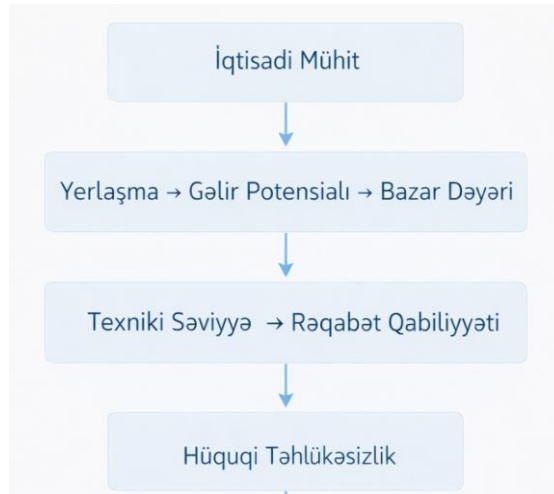 İqtisadi Mühit
Yerləşmə → Gəlir Potensialı → Bazar Dəyəri
Texniki Səviyyə → Rəqabət Qabiliyyəti
Hüquqi Təhlükəsizlik